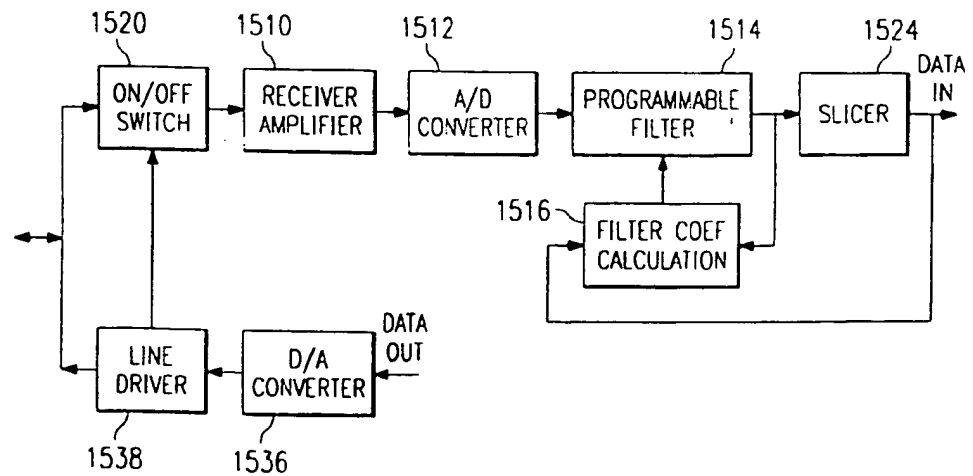 1520
1510
1512
1514
1524
ON/OFF
SWITCH
RECEIVER
AMPLIFIER
A/D
CONVERTER
PROGRAMMABLE
FILTER
SLICER
DATA
IN
1516
FILTER COEF
CALCULATION
LINE
DRIVER
D/A
CONVERTER
DATA
OUT
1538
1536